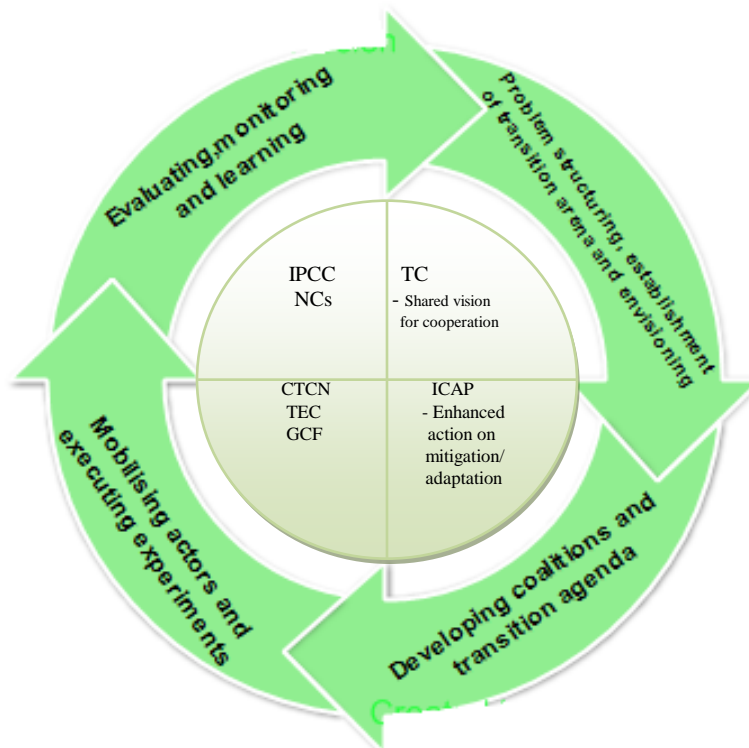 Evaluating,monitoring
and learning
Problem structuring, establishment
of transition arena and envisioning
IPCC
NCs
TC
- Shared vision
for cooperation
CTCN
TEC
GCF
ICAP
- Enhanced
action on
mitigation/
adaptation
Mobilising actors and
executing experiments
Developing coalitions and
transition agenda